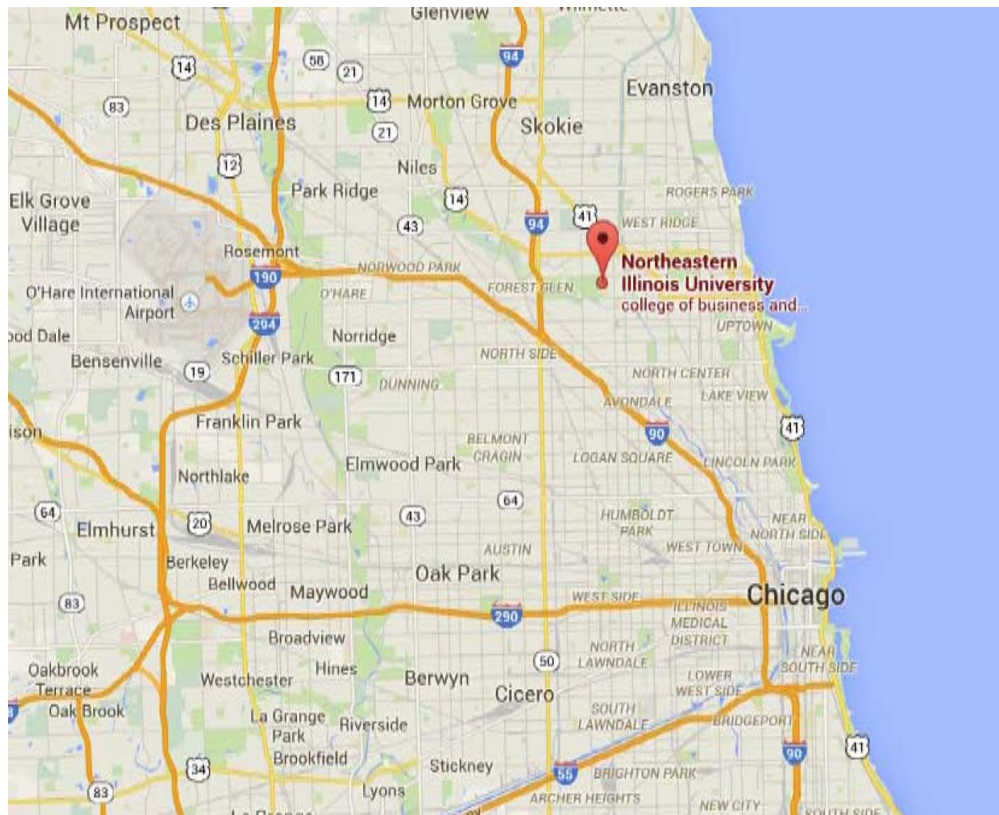 Glenview
Mt Prospect
94
58
14
21
Evanston
83
14
Morton Grove
Des Plaines
21
Skokie
12
Niles
Park Ridge
ROGERS PARK
14
Elk Grove
Village
41
WEST RIDGE
43
94
Rosemont
Northeastern
Illinois University
college of business and...
190
NORWOOD PARK
FOREST GLEN
O'HARE
O'Hare International
Airport
294
UPTOWN
Norridge
Bensenville
Schiller Park
NORTH SIDE
19
171
DUNNING
NORTH CENTER
LAKE VIEW
AVONDALE
Franklin Park
41
90
BELMONT
CRAGIN
LOGAN SQUARE
LINCOLN PARK
Elmwood Park
Northlake
64
64
43
20
HUMBOLDT
PARK
NEAR
NORTH SIDE
Elmhurst
Melrose Park
AUSTIN
WEST TOWN
Park
Berkeley
Oak Park
Bellwood
Maywood
WEST SIDE
Chicago
83
290
ILLINOIS
MEDICAL
DISTRICT
Broadview
NORTH
LAWNDALE
50
NEAR
SOUTH SIDE
Oakbrook
Terrace
Hines
Westchester
Berwyn
Cicero
LOWER
WEST SIDE
Oak Brook
La Grange
Park
Riverside
SOUTH
LAWNDALE
BRIDGEPORT
41
90
Brookfield
34
Stickney
55
BRIGHTON PARK
83
Lyons
ARCHER HEIGHTS
NEW CITY
SOUTH SIDE